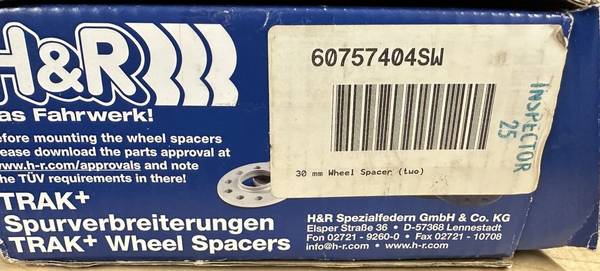 H&R
as Fahrwerk!
efore mounting the wheel spacers
lease download the parts approval at
www.h-r.com/approvals and note
the TÜV requirements in there!
TRAK+
Spurverbreiterungen
TRAK+ Wheel Spacers
60757404SW
30 mm Wheel Spacer (two)
INSPECTOR
25
H&R Spezialfedern GmbH & Co. KG
Elsper Straße 36 • D-57368 Lennestadt
Fon 02721 - 9260-0 • Fax 02721 - 10708
info@h-r.com • www.h-r.com